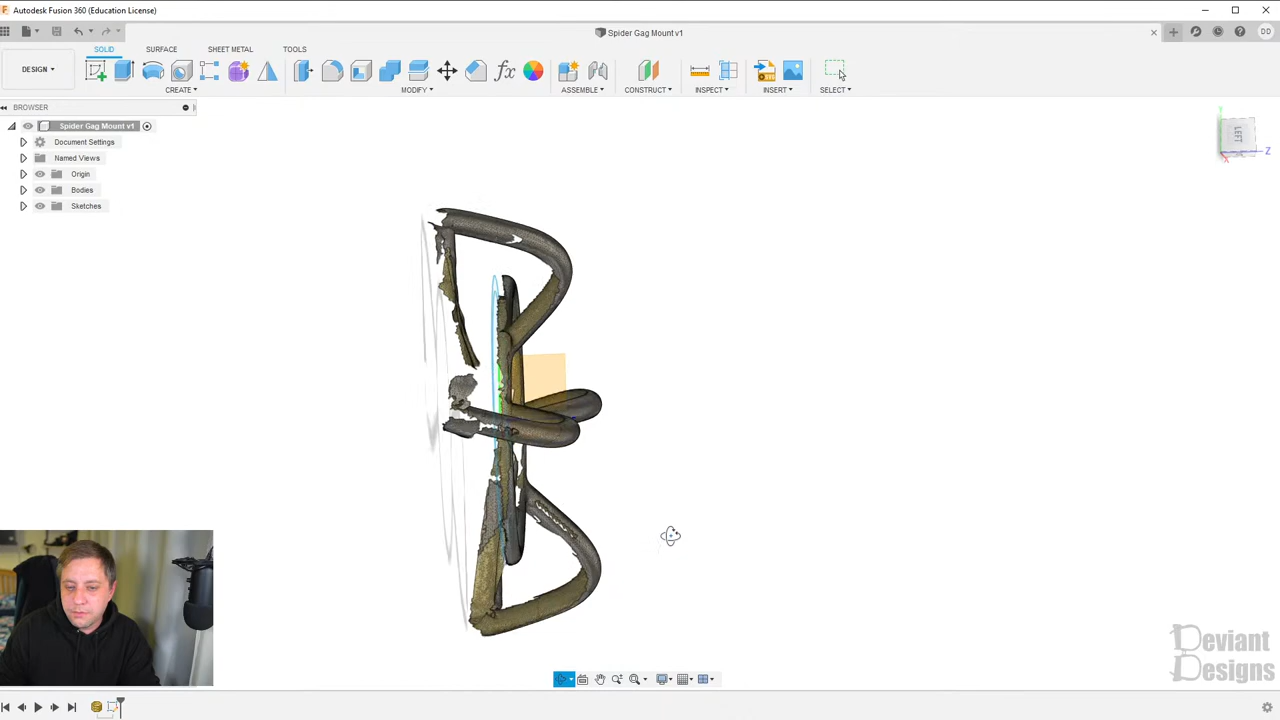 Autodesk Fusion 360 (Education License)
Spider Gag Mount v1
DD
SOLID
SURFACE
SHEET METAL
TOOLS
DESIGN
CREATE
MODIFY
ASSEMBLE
CONSTRUCT
INSPECT
INSERT
SELECT
BROWSER
Spider Gag Mount v1
Document Settings
Named Views
Origin
Bodies
Sketches
LEFT
Z
X
Deviant
Designs